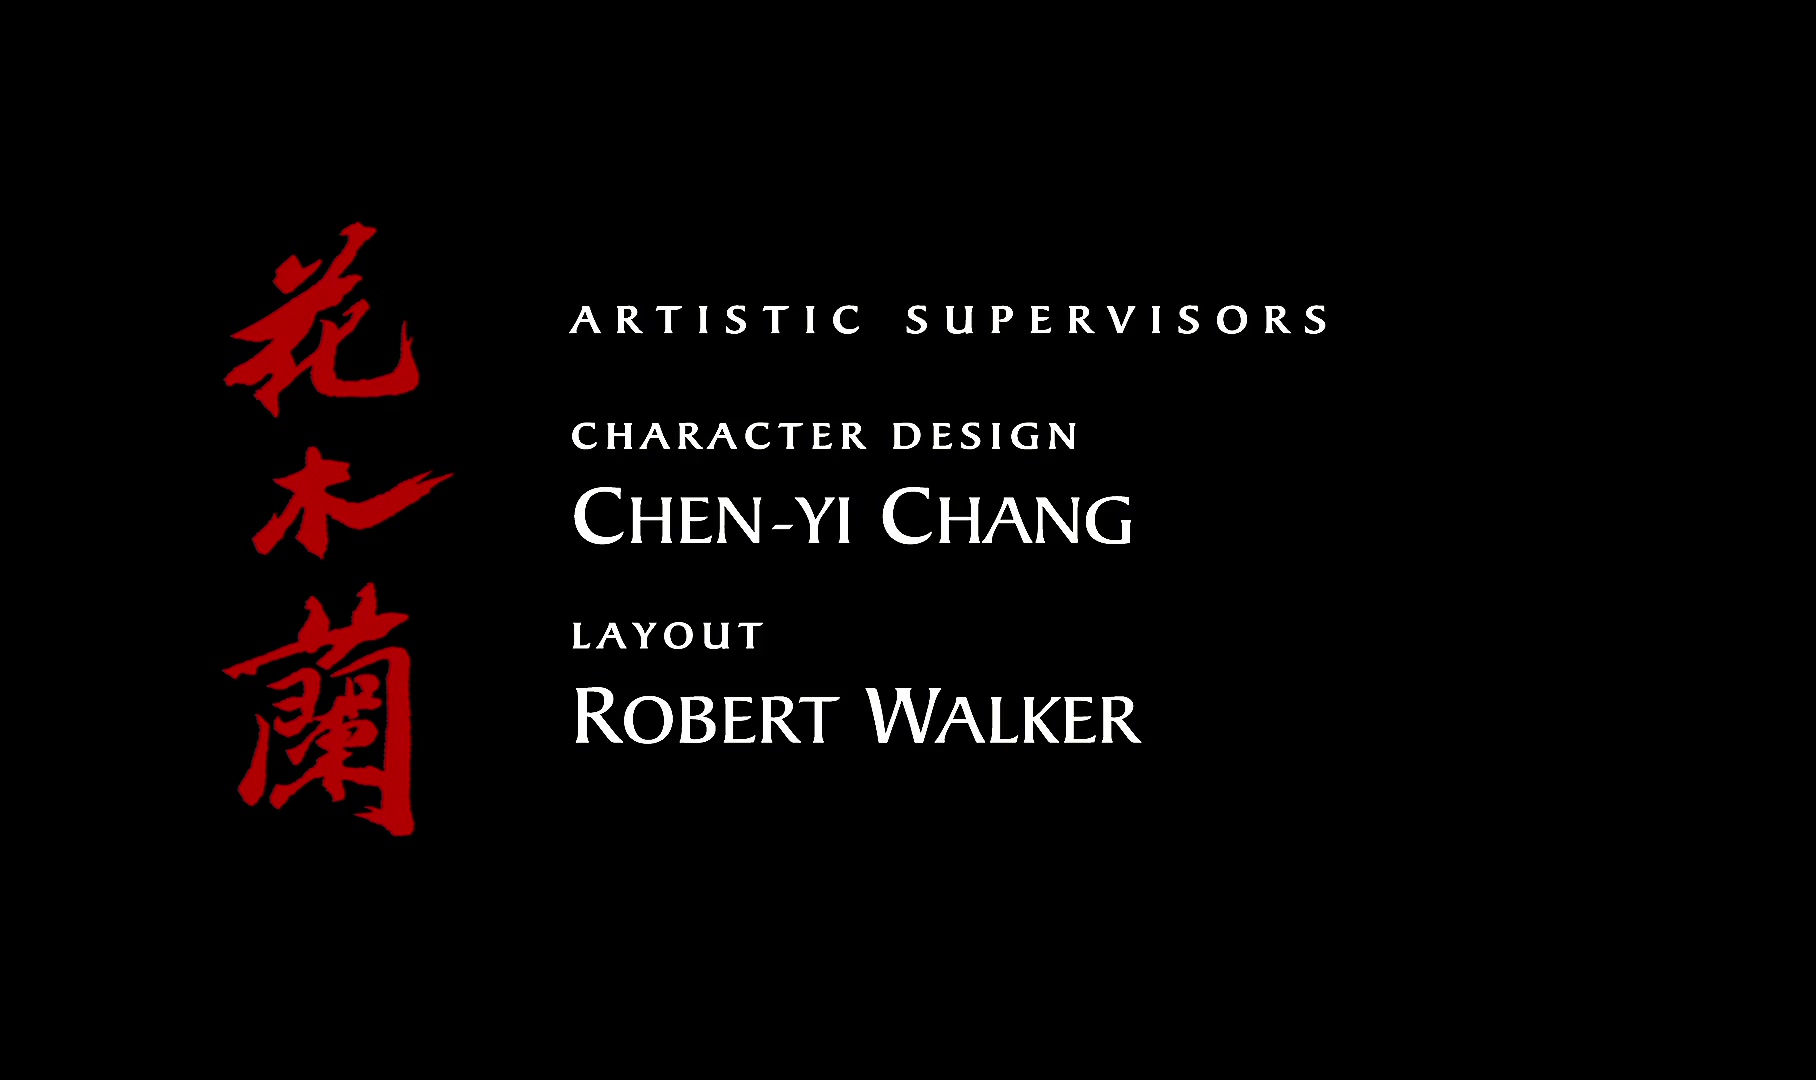 花木蘭
ARTISTIC SUPERVISORS
CHARACTER DESIGN
CHEN-YI CHANG
LAYOUT
ROBERT WALKER